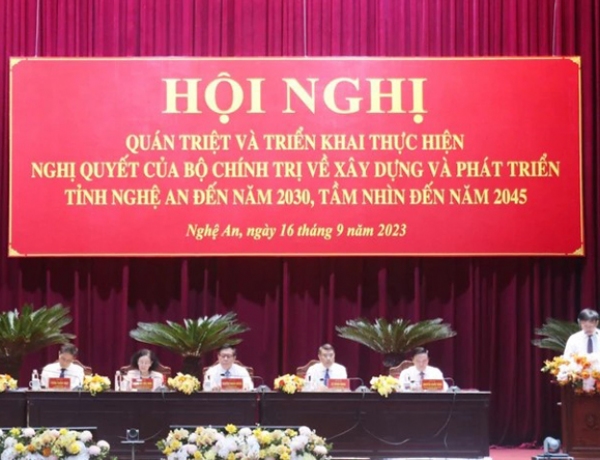 HỘI NGHỊ
QUÁN TRIỆT VÀ TRIỂN KHAI THỰC HIỆN
NGHỊ QUYẾT CỦA BỘ CHÍNH TRỊ VỀ XÂY DỰNG VÀ PHÁT TRIỂN
TỈNH NGHỆ AN ĐẾN NĂM 2030, TẦM NHÌN ĐẾN NĂM 2045
Nghệ An, ngày 16 tháng 9 năm 2023